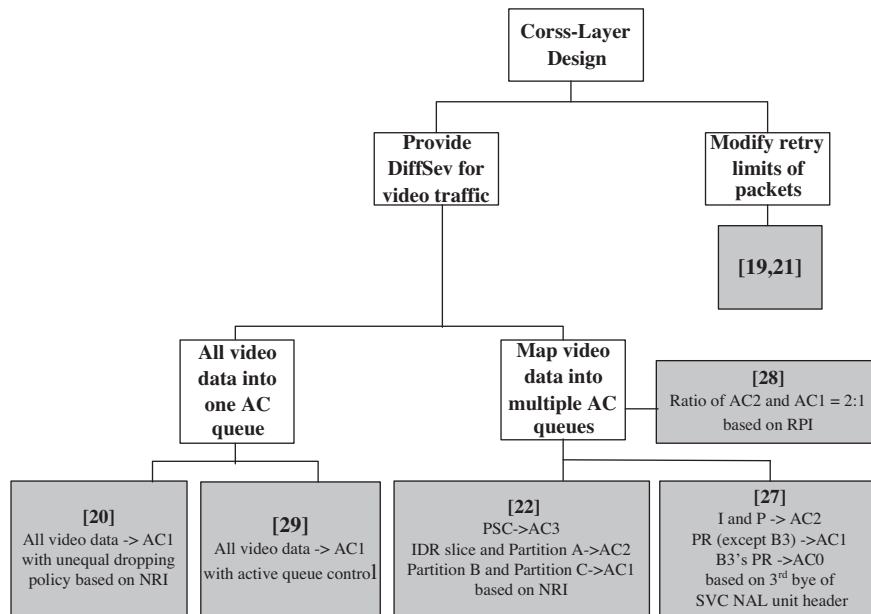 Corss-Layer
Design
Provide
DiffSev for
video traffic
Modify retry
limits of
packets
[19,21]
All video
data into
one AC
queue
Map video
data into
multiple AC
queues
[28]
Ratio of AC2 and AC1 = 2:1
based on RPI
[20]
All video data -> AC1
with unequal dropping
policy based on NRI
[29]
All video data -> AC1
with active queue control
[22]
PSC->AC3
IDR slice and Partition A->AC2
Partition B and Partition C->AC1
based on NRI
[27]
I and P -> AC2
PR (except B3) ->AC1
B3's PR ->AC0
based on 3rd bye of
SVC NAL unit header